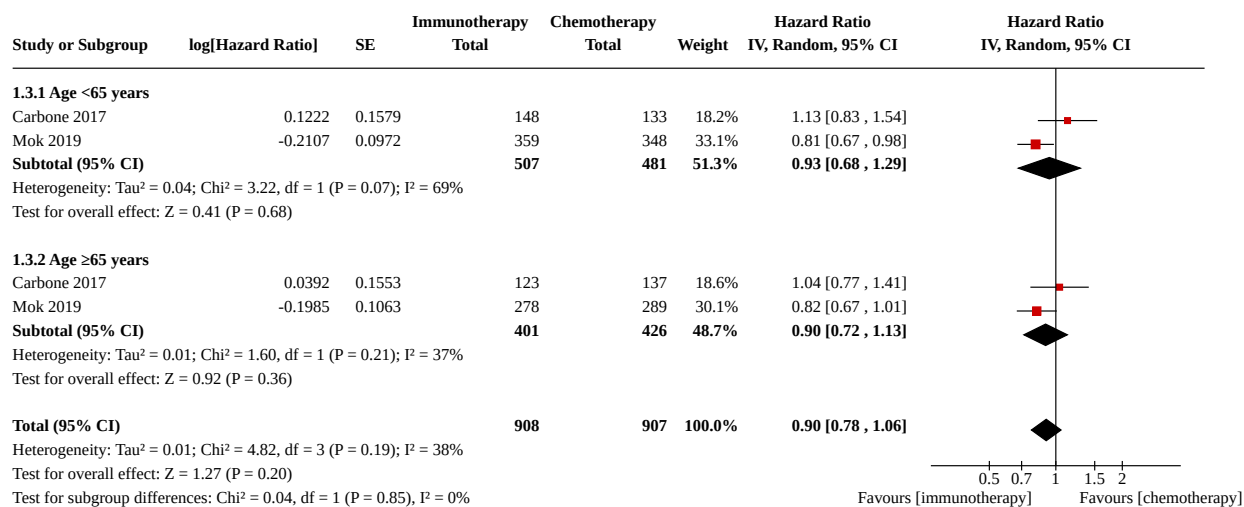 Immunotherapy Chemotherapy Hazard Ratio Hazard Ratio
Study or Subgroup log[Hazard Ratio] SE Total Total Weight IV, Random, 95% CI IV, Random, 95% CI
1.3.1 Age <65 years
Carbone 2017 0.1222 0.1579 148 133 18.2% 1.13 [0.83 , 1.54]
Mok 2019 -0.2107 0.0972 359 348 33.1% 0.81 [0.67 , 0.98]
Subtotal (95% CI) 507 481 51.3% 0.93 [0.68 , 1.29]
Heterogeneity: Tau² = 0.04; Chi² = 3.22, df = 1 (P = 0.07); I² = 69%
Test for overall effect: Z = 0.41 (P = 0.68)
1.3.2 Age ≥65 years
Carbone 2017 0.0392 0.1553 123 137 18.6% 1.04 [0.77 , 1.41]
Mok 2019 -0.1985 0.1063 278 289 30.1% 0.82 [0.67 , 1.01]
Subtotal (95% CI) 401 426 48.7% 0.90 [0.72 , 1.13]
Heterogeneity: Tau² = 0.01; Chi² = 1.60, df = 1 (P = 0.21); I² = 37%
Test for overall effect: Z = 0.92 (P = 0.36)
Total (95% CI) 908 907 100.0% 0.90 [0.78 , 1.06]
Heterogeneity: Tau² = 0.01; Chi² = 4.82, df = 3 (P = 0.19); I² = 38%
Test for overall effect: Z = 1.27 (P = 0.20) 0.5 0.7 1 1.5 2
Test for subgroup differences: Chi² = 0.04, df = 1 (P = 0.85), I² = 0% Favours [immunotherapy] Favours [chemotherapy]